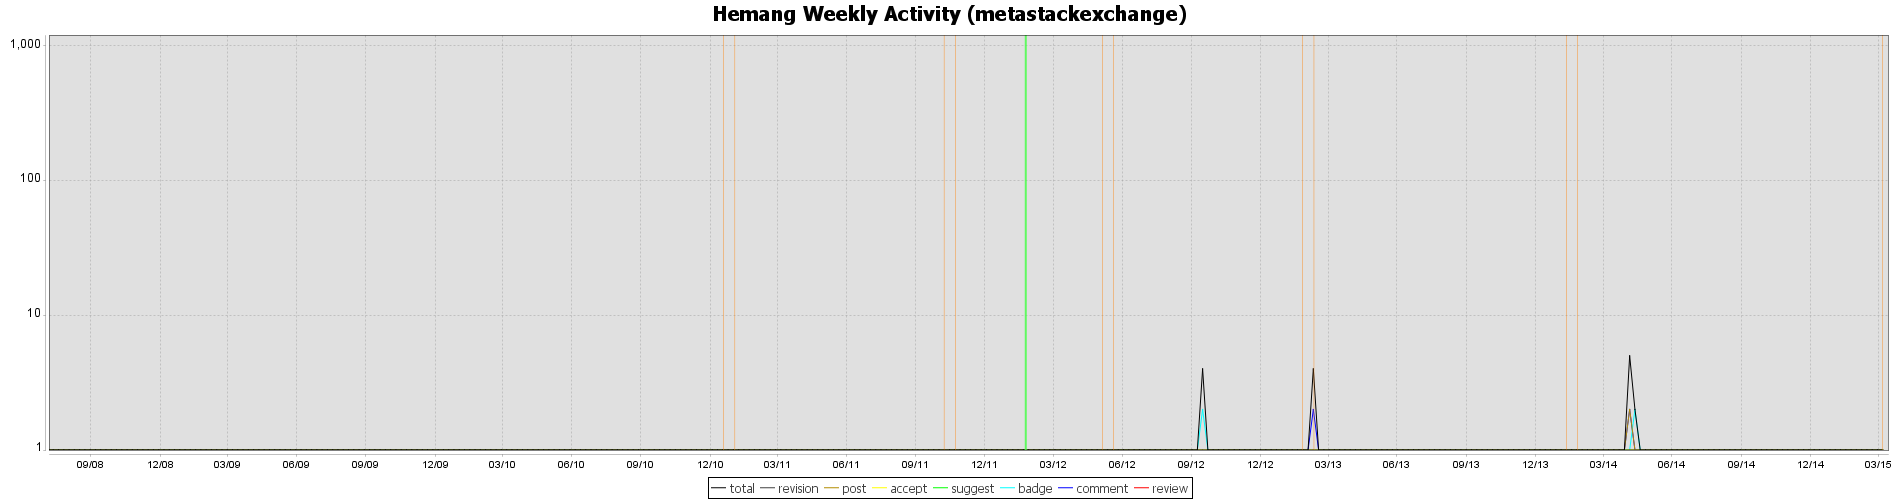 Hemang Weekly Activity (metastackexchange)
1,000
100
10
1
09/08 12/08 03/09 06/09 09/09 12/09 03/10 06/10 09/10 12/10 03/11 06/11 09/11 12/11 03/12 06/12 09/12 12/12 03/13 06/13 09/13 12/13 03/14 06/14 09/14 12/14 03/15
total revision post accept suggest badge comment review